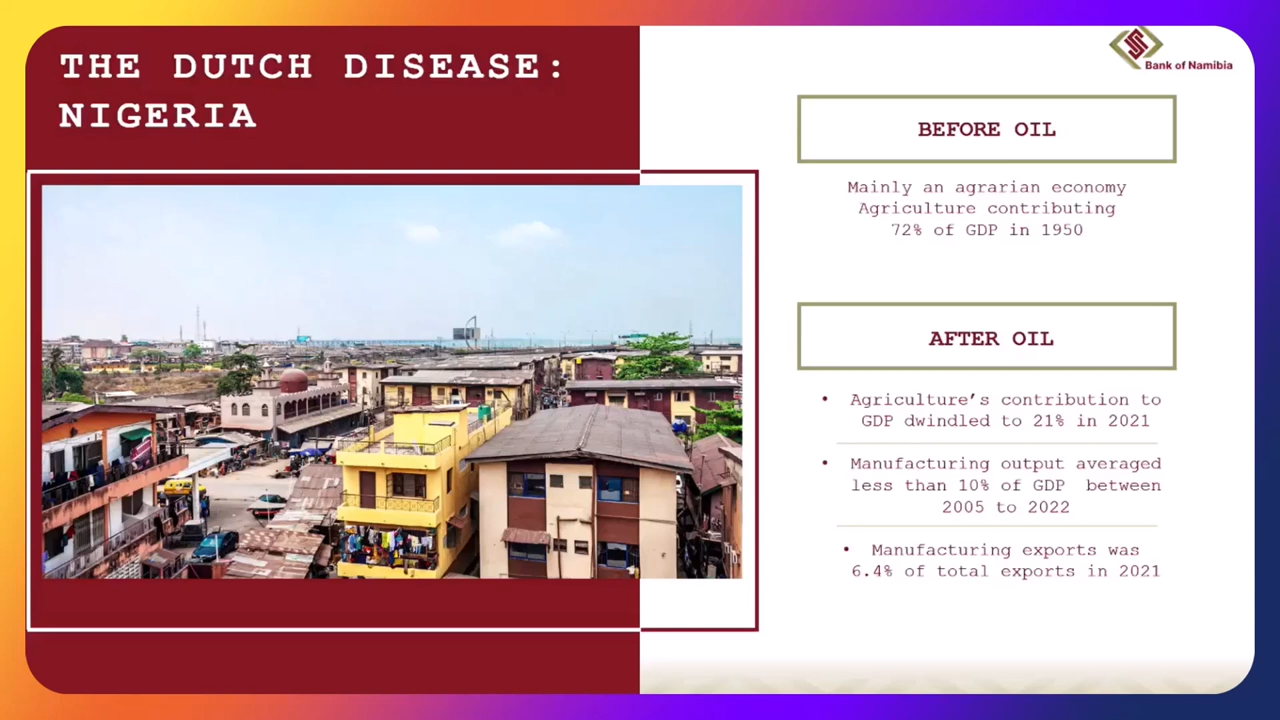 THE DUTCH DISEASE:
NIGERIA
Bank of Namibia
BEFORE OIL
Mainly an agrarian economy
Agriculture contributing
72% of GDP in 1950
AFTER OIL
• Agriculture’s contribution to
GDP dwindled to 21% in 2021
• Manufacturing output averaged
less than 10% of GDP between
2005 to 2022
• Manufacturing exports was
6.4% of total exports in 2021